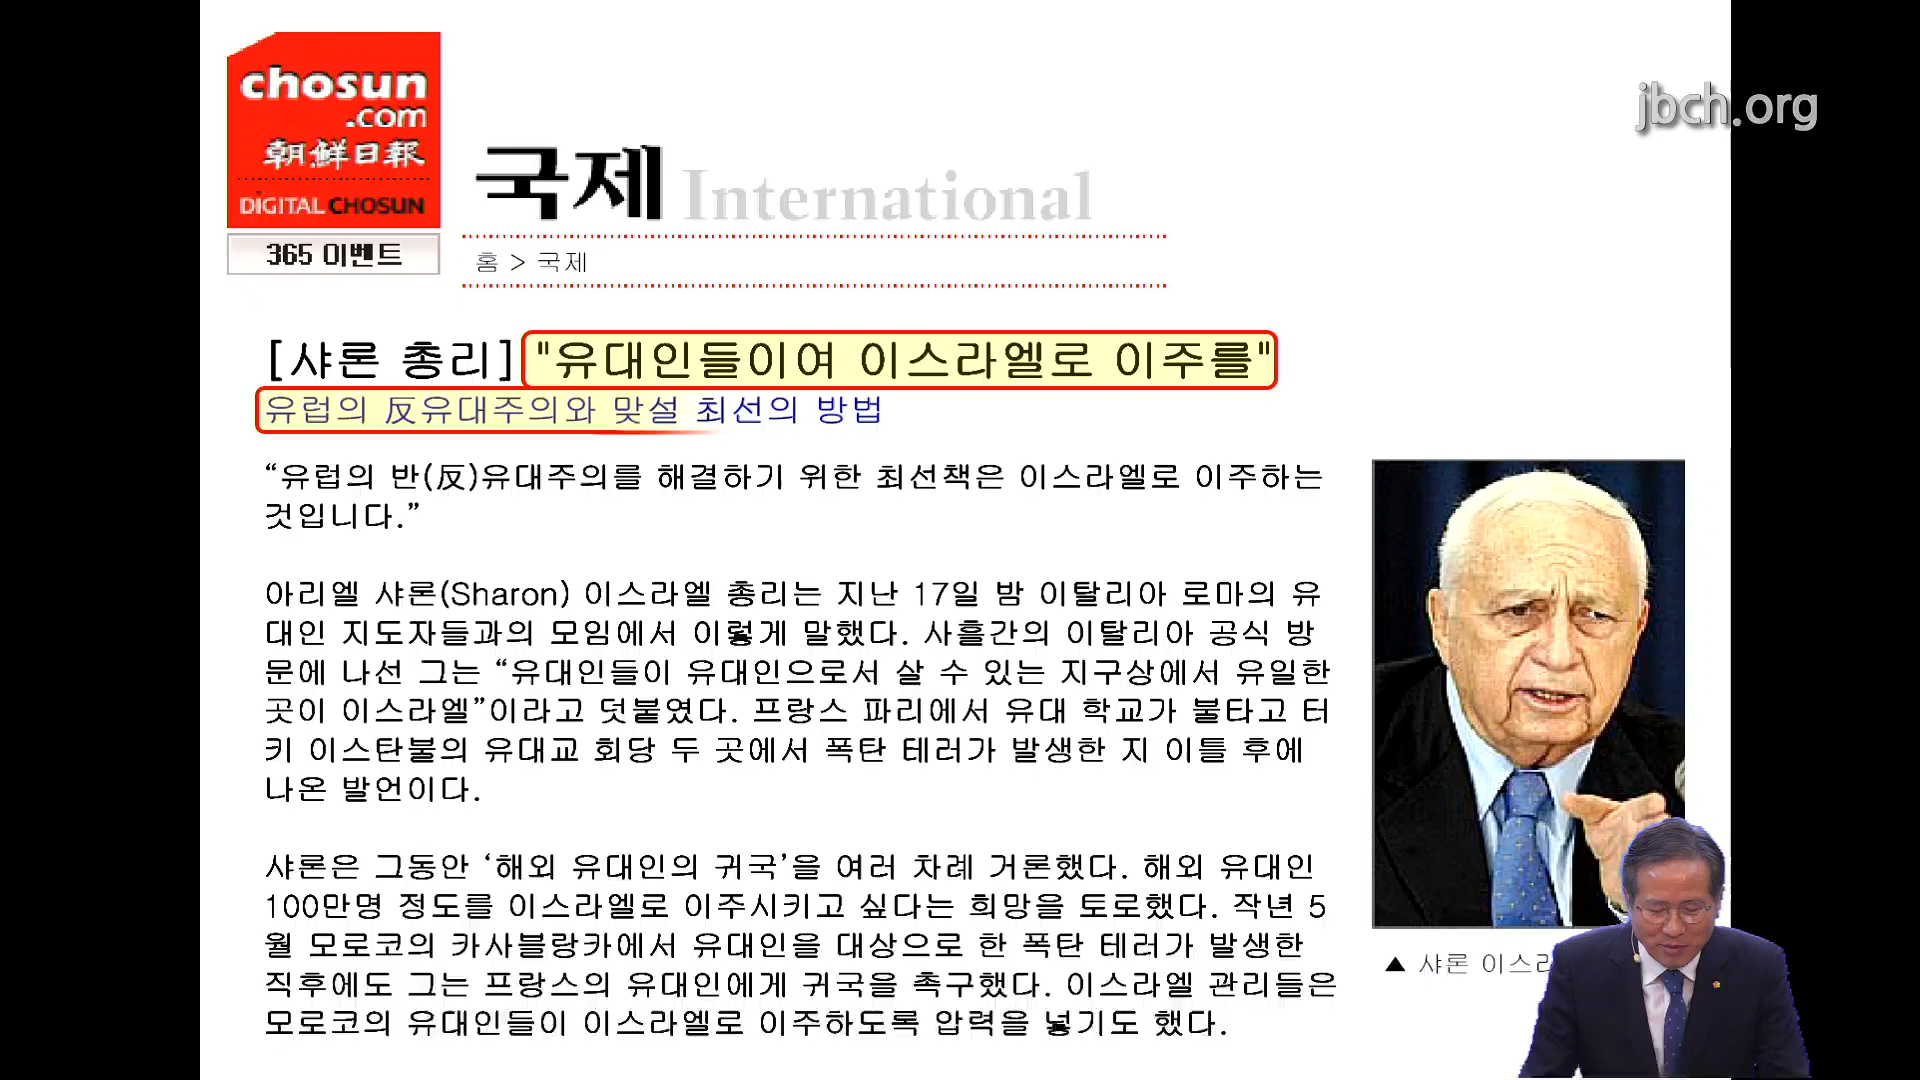 chosun
.com
朝鮮日報
DIGITAL CHOSUN
365 이벤트
jbch.org
국제 International
홈 > 국제
[샤론 총리] "유대인들이여 이스라엘로 이주를"
유럽의 反유대주의와 맞설 최선의 방법
“유럽의 반(反)유대주의를 해결하기 위한 최선책은 이스라엘로 이주하는
것입니다.”
아리엘 샤론(Sharon) 이스라엘 총리는 지난 17일 밤 이탈리아 로마의 유
대인 지도자들과의 모임에서 이렇게 말했다. 사흘간의 이탈리아 공식 방
문에 나선 그는 “유대인들이 유대인으로서 살 수 있는 지구상에서 유일한
곳이 이스라엘”이라고 덧붙였다. 프랑스 파리에서 유대 학교가 불타고 터
키 이스탄불의 유대교 회당 두 곳에서 폭탄 테러가 발생한 지 이틀 후에
나온 발언이다.
샤론은 그동안 ‘해외 유대인의 귀국’을 여러 차례 거론했다. 해외 유대인
100만명 정도를 이스라엘로 이주시키고 싶다는 희망을 토로했다. 작년 5
월 모로코의 카사블랑카에서 유대인을 대상으로 한 폭탄 테러가 발생한
직후에도 그는 프랑스의 유대인에게 귀국을 촉구했다. 이스라엘 관리들은
모로코의 유대인들이 이스라엘로 이주하도록 압력을 넣기도 했다.
▲ 샤론 이스라